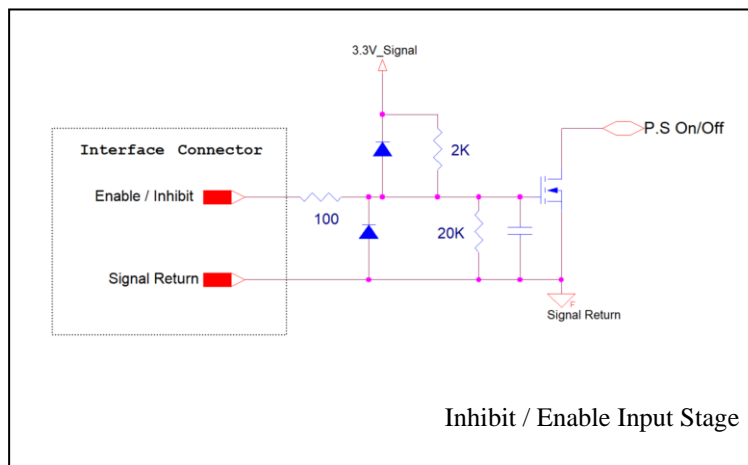 3.3V_Signal
P.S On/Off
Interface Connector
2K
Enable / Inhibit
100
20K
Signal Return
F
Signal Return
Inhibit / Enable Input Stage